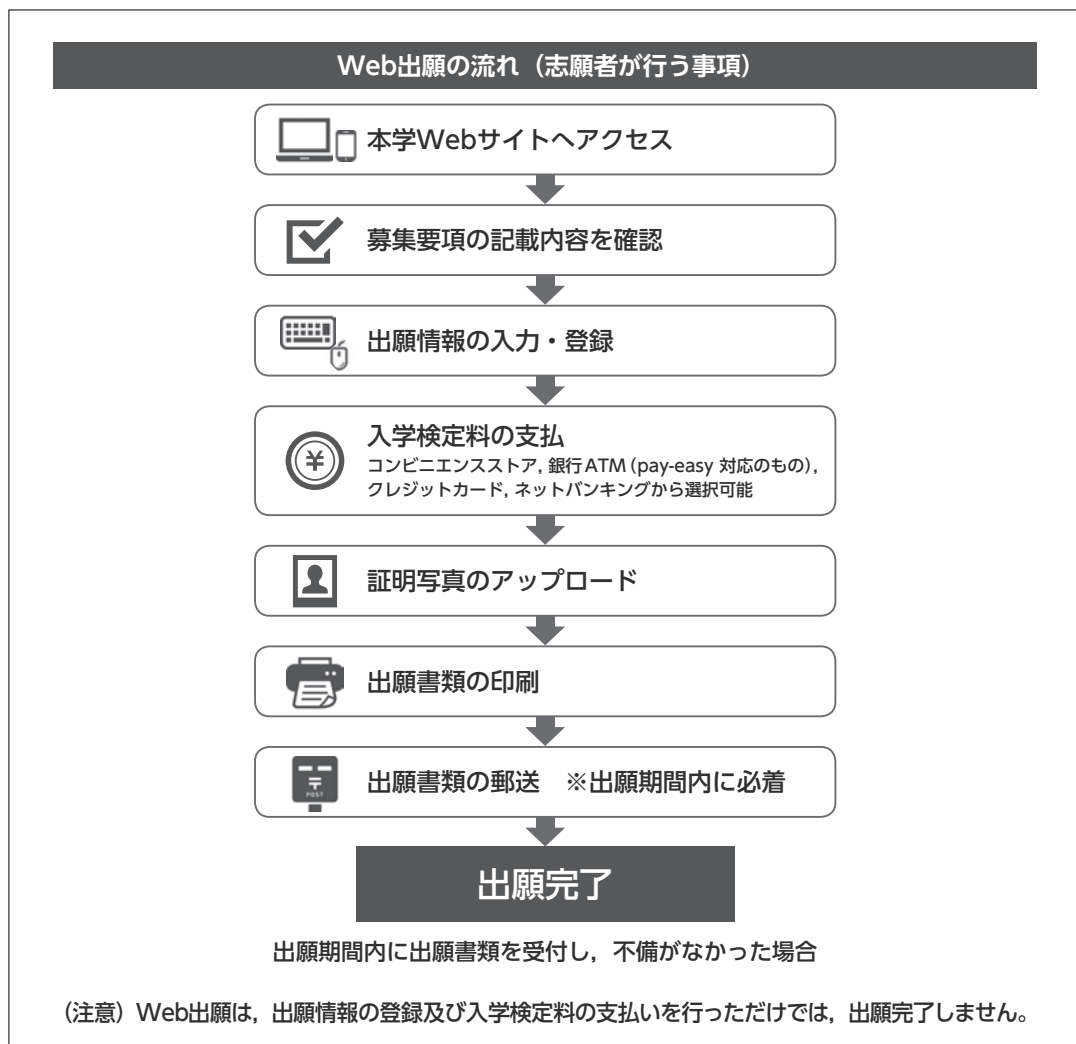 Web出願の流れ（志願者が行う事項）
本学Webサイトへアクセス
募集要項の記載内容を確認
出願情報の入力・登録
¥
入学検定料の支払
コンビニエンスストア, 銀行ATM（pay-easy 対応のもの）,
クレジットカード, ネットバンキングから選択可能
証明写真のアップロード
出願書類の印刷
〒
POST
出願書類の郵送　※出願期間内に必着
出願完了
出願期間内に出願書類を受付し，不備がなかった場合
（注意）Web出願は，出願情報の登録及び入学検定料の支払いを行っただけでは，出願完了しません。